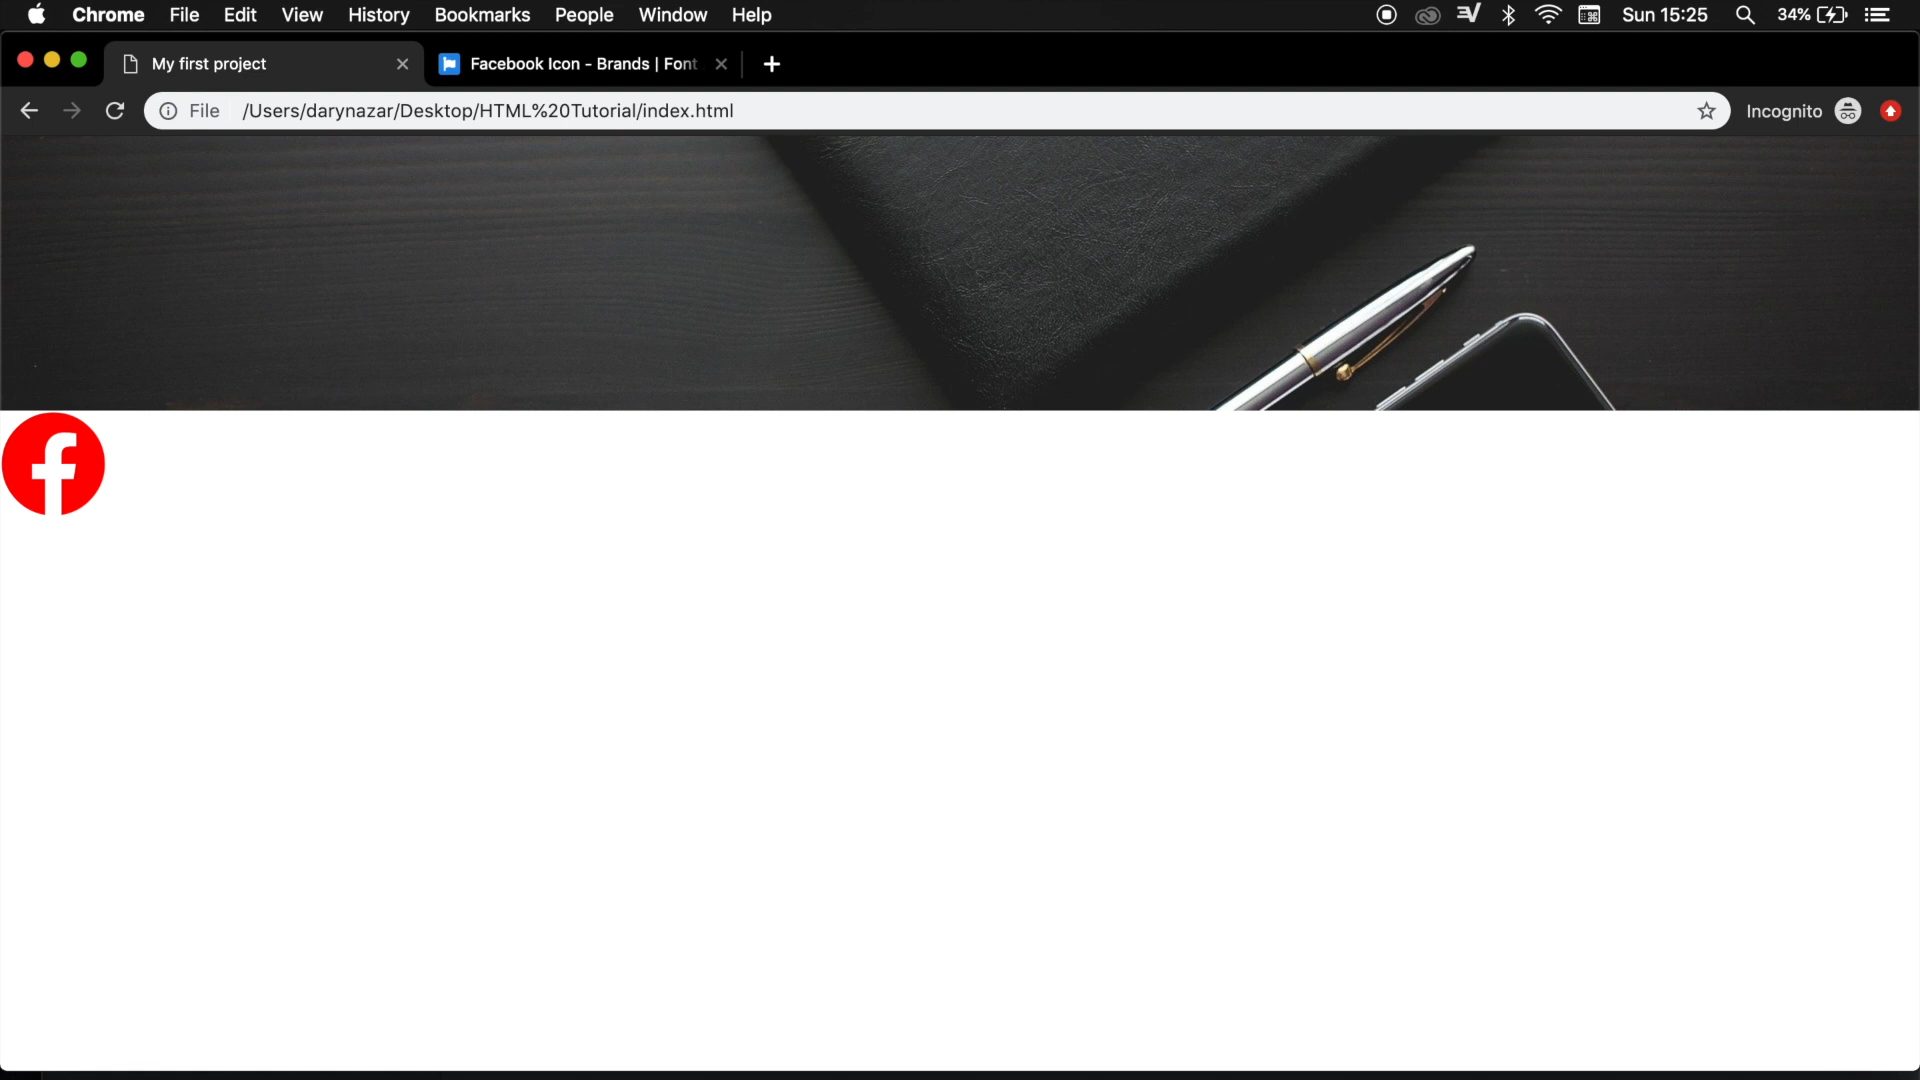 Chrome File Edit View History Bookmarks People Window Help Sun 15:25 34%
My first project Facebook Icon - Brands | Font
File /Users/darynazar/Desktop/HTML%20Tutorial/index.html Incognito